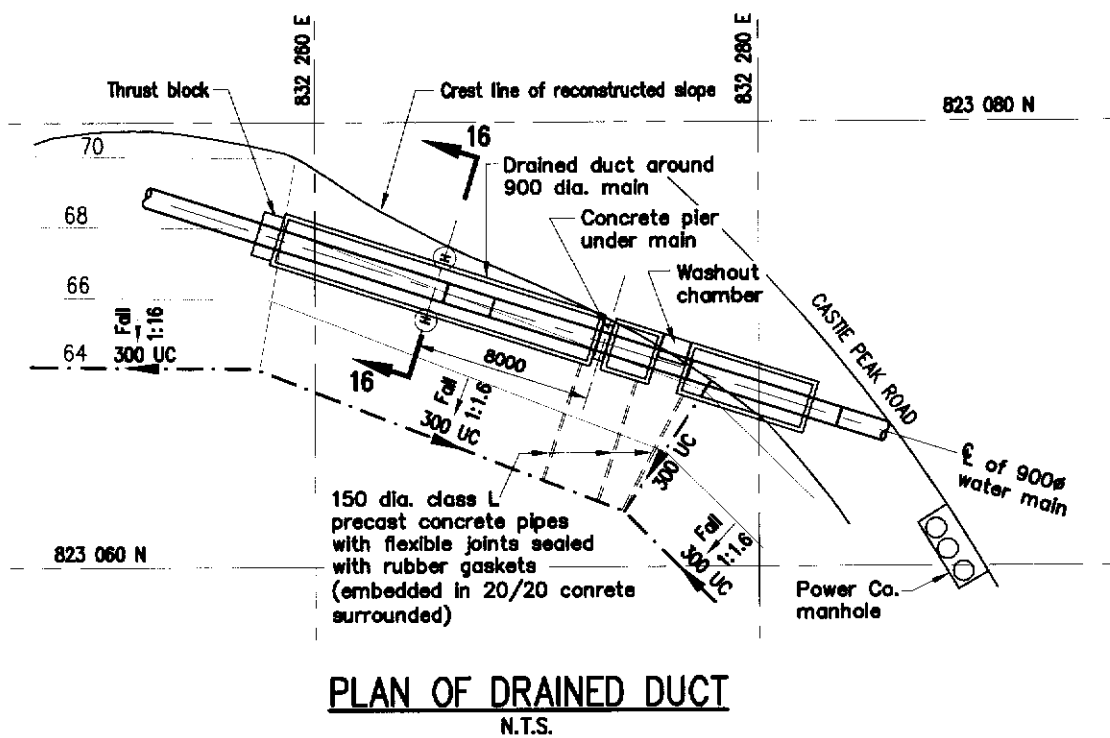 832 260 E
832 280 E
Thrust block
Crest line of reconstructed slope
823 080 N
16
70
Drained duct around
900 dia. main
68
Concrete pier
under main
H
Washout
chamber
66
CASTLE PEAK ROAD
Fall
1:16
300 UC
64
H
8000
16
Fall
1:1.6
300 UC
℄ of 900ø
water main
300 UC
150 dia. class L
precast concrete pipes
with flexible joints sealed
with rubber gaskets
(embedded in 20/20 conrete
surrounded)
Fall
1:1.6
300 UC
823 060 N
Power Co.
manhole
PLAN OF DRAINED DUCT
N.T.S.